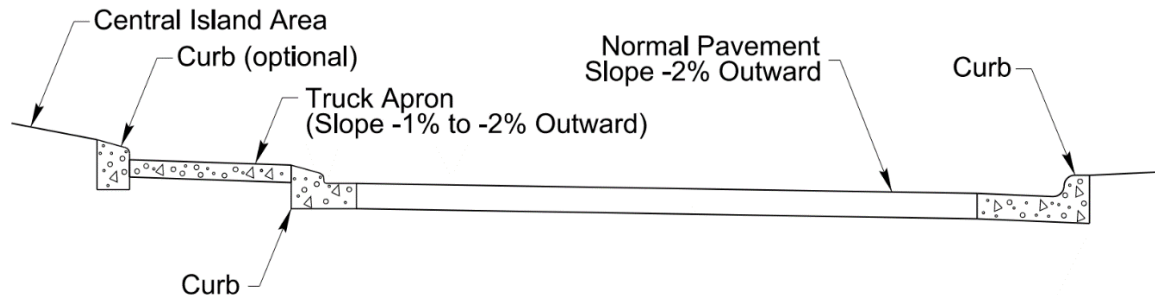 Central Island Area
Curb (optional)
Truck Apron
(Slope -1% to -2% Outward)
Normal Pavement
Slope -2% Outward
Curb
Curb